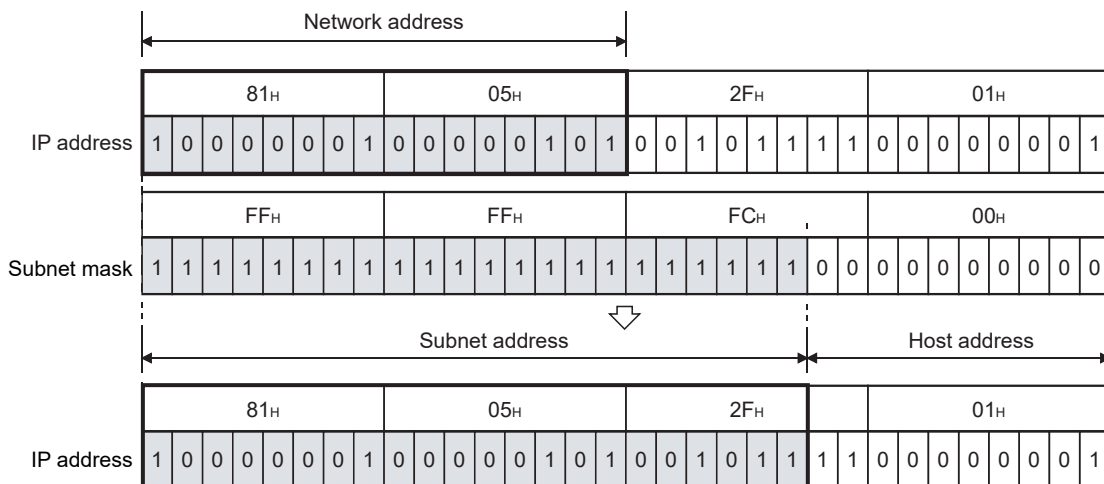 Network address
81H 05H 2FH 01H
IP address 1 0 0 0 0 0 0 1 0 0 0 0 0 1 0 1 0 0 1 0 1 1 1 1 0 0 0 0 0 0 0 1
FFH FFH FCH 00H
Subnet mask 1 1 1 1 1 1 1 1 1 1 1 1 1 1 1 1 1 1 1 1 1 1 0 0 0 0 0 0 0 0 0 0
Subnet address Host address
81H 05H 2FH 01H
IP address 1 0 0 0 0 0 0 1 0 0 0 0 0 1 0 1 0 0 1 0 1 1 1 1 0 0 0 0 0 0 0 1